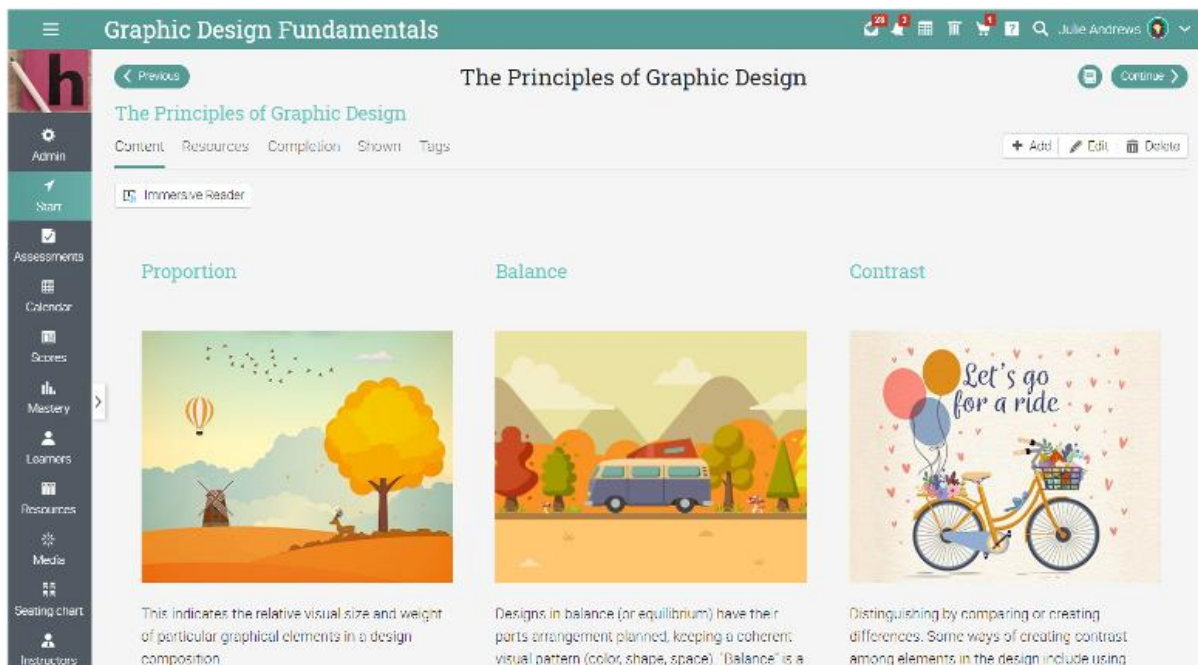 Graphic Design Fundamentals
28
3
1
?
Julie Andrews
h
Previous
The Principles of Graphic Design
Continue
The Principles of Graphic Design
Content Resources Completion Shown Tags
+ Add Edit Delete
Immersive Reader
Admin
Start
Assessments
Calendar
Scores
Mastery
Learners
Resources
Media
Seating chart
Instructors
Proportion
Balance
Contrast
Let's go
for a ride
This indicates the relative visual size and weight
of particular graphical elements in a design
composition
Designs in balance (or equilibrium) have their
parts arrangement planned, keeping a coherent
visual pattern (color, shape, space). "Balance" is a
Distinguishing by comparing or creating
differences. Some ways of creating contrast
among elements in the design include using